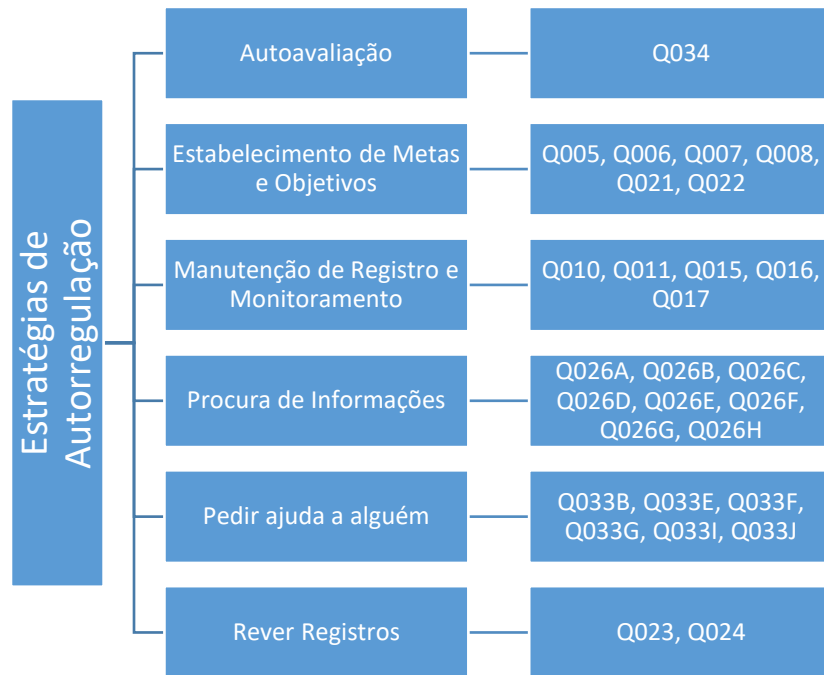 Estratégias de
Autorregulação
Autoavaliação
Q034
Estabelecimento de Metas
e Objetivos
Q005, Q006, Q007, Q008,
Q021, Q022
Manutenção de Registro e
Monitoramento
Q010, Q011, Q015, Q016,
Q017
Procura de Informações
Q026A, Q026B, Q026C,
Q026D, Q026E, Q026F,
Q026G, Q026H
Pedir ajuda a alguém
Q033B, Q033E, Q033F,
Q033G, Q033I, Q033J
Rever Registros
Q023, Q024